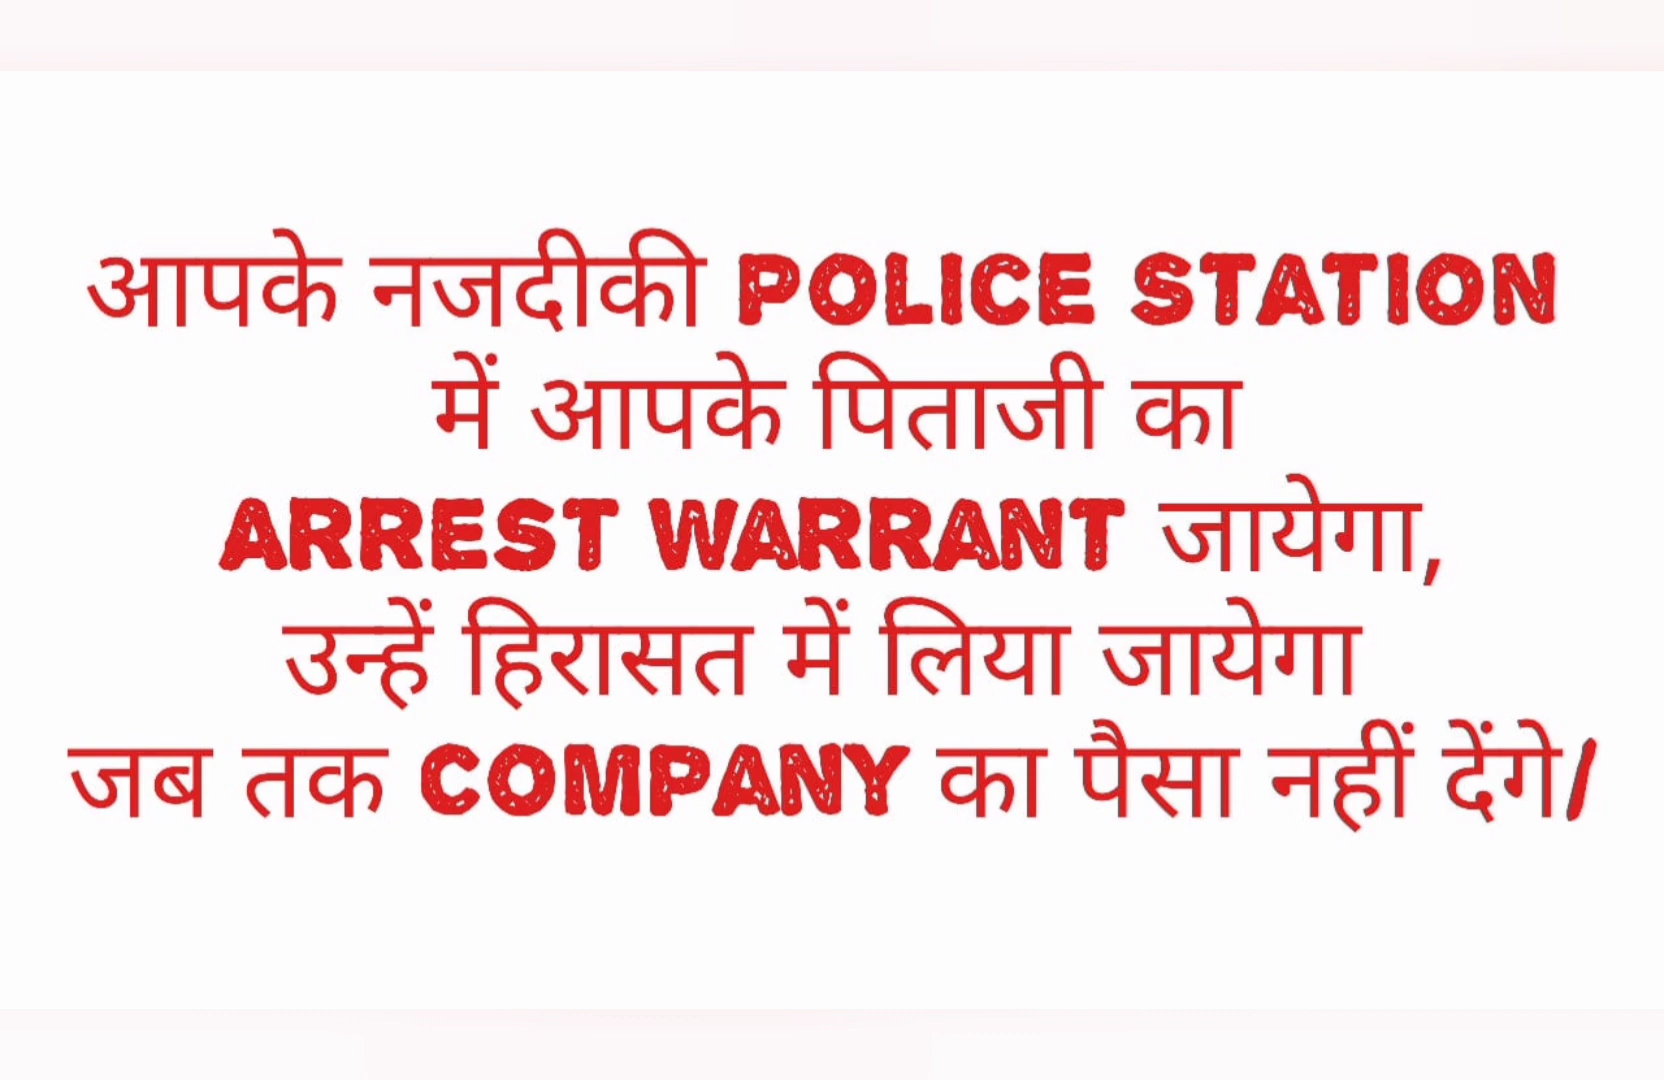 आपके नजदीकी POLICE STATION
में आपके पिताजी का
ARREST WARRANT जायेगा,
उन्हें हिरासत में लिया जायेगा
जब तक COMPANY का पैसा नहीं देंगे/